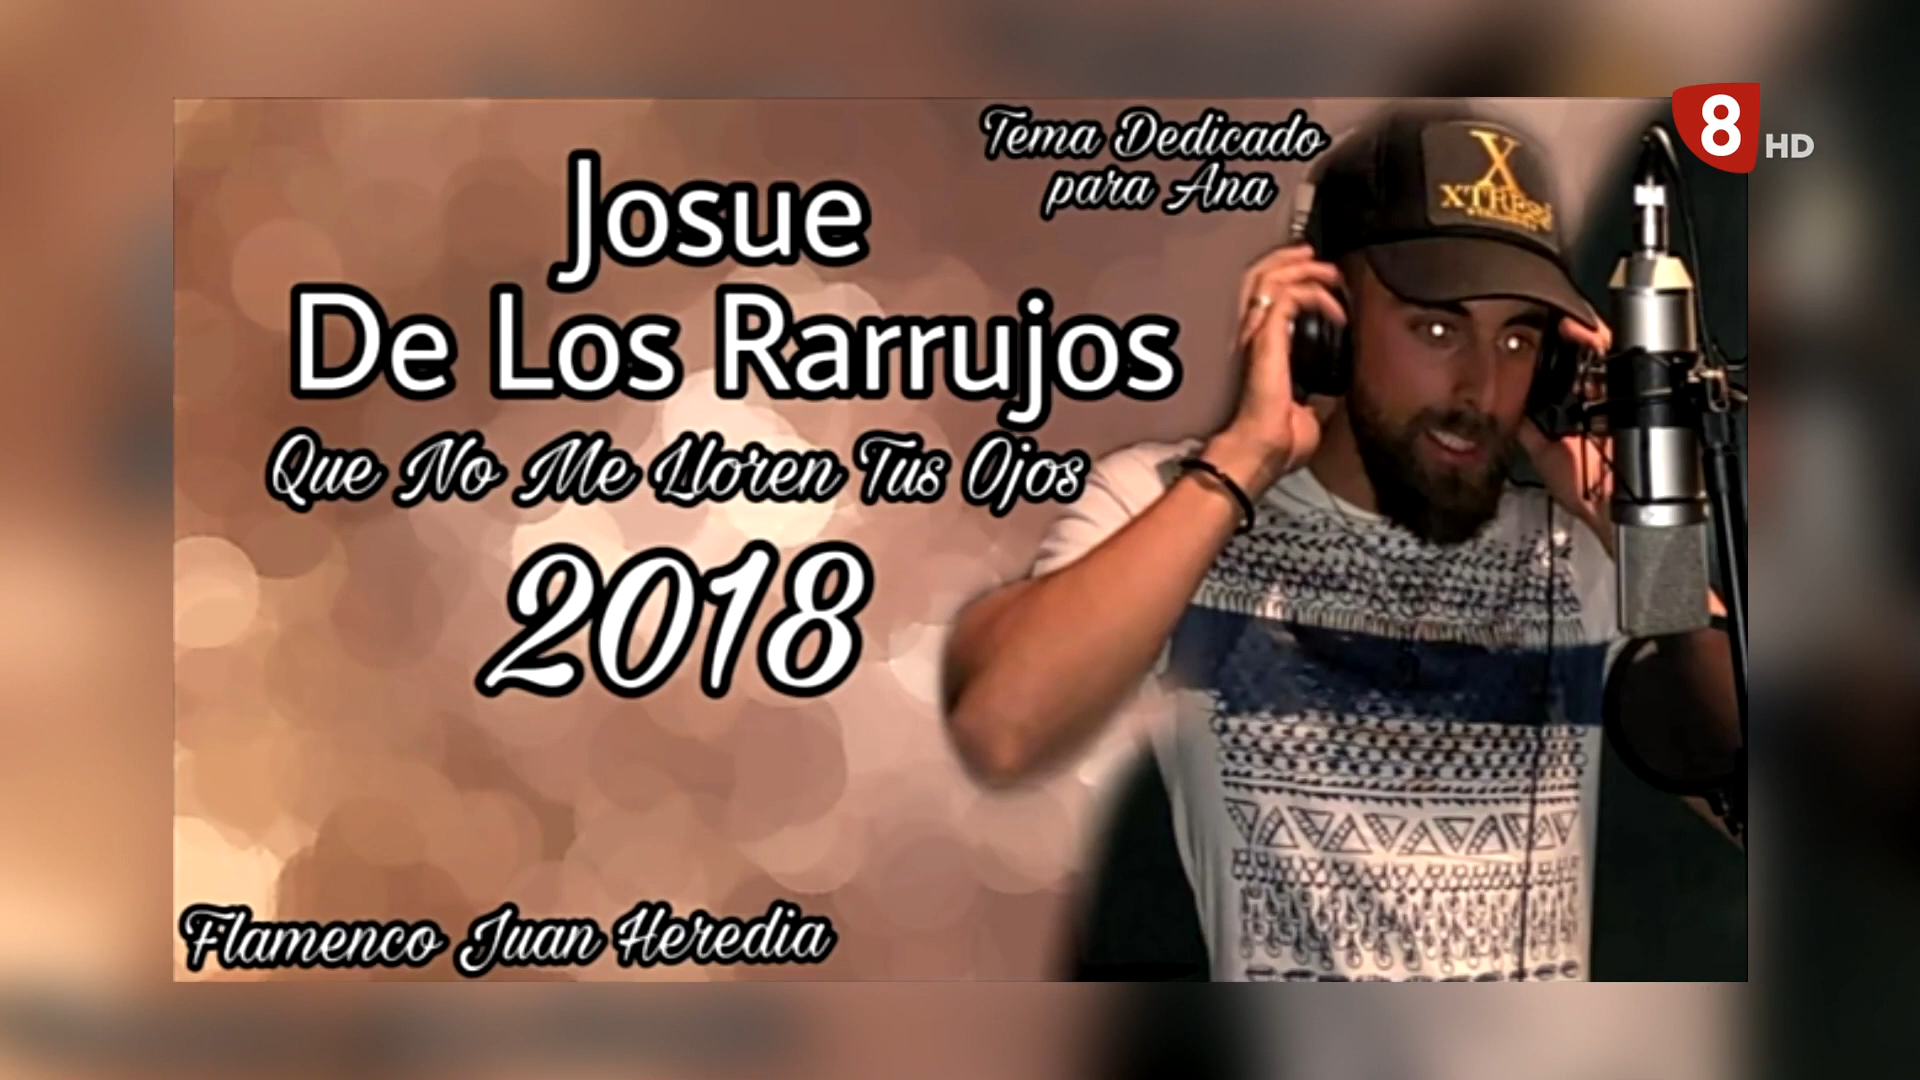 Tema Dedicado
para Ana
Josue
De Los Rarrujos
Que No Me Lloren Tus Ojos
2018
Flamenco Juan Heredia
8 HD
X